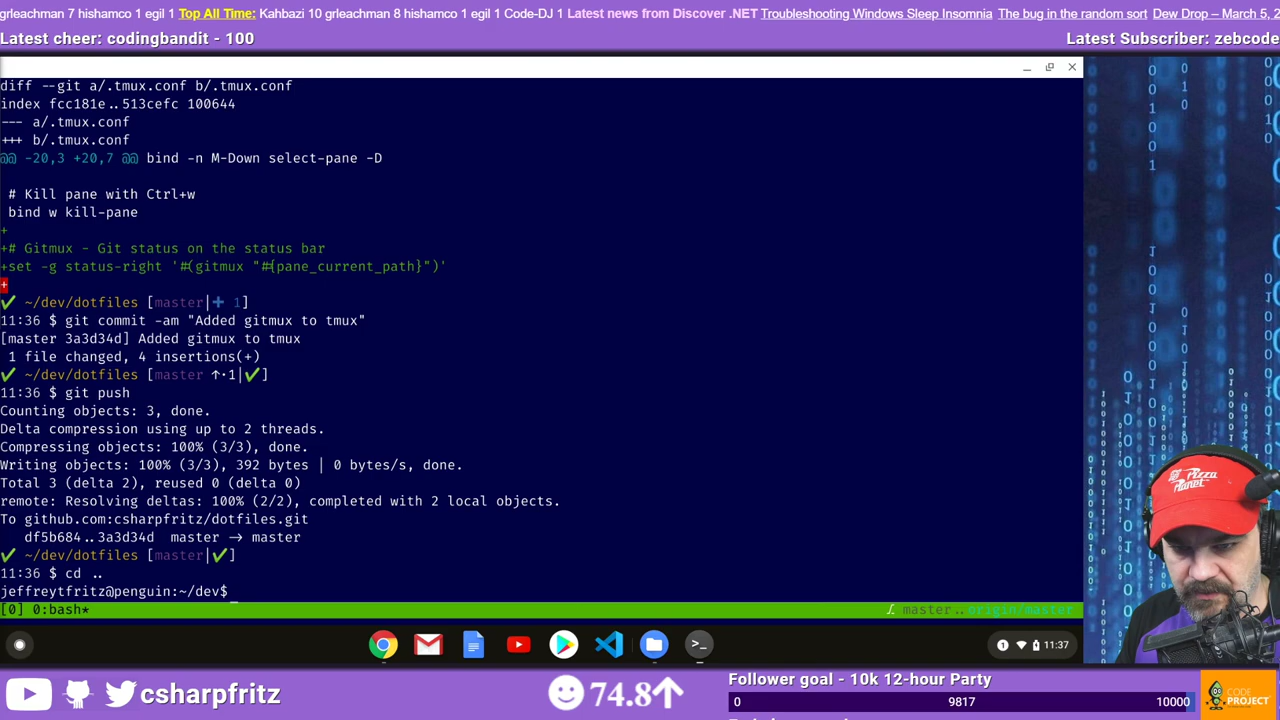 grleachman 7 hishamco 1 egil 1 Top All Time: Kahbazi 10 grleachman 8 hishamco 1 egil 1 Code-DJ 1 Latest news from Discover .NET Troubleshooting Windows Sleep Insomnia The bug in the random sort Dew Drop – March 5, 2
Latest cheer: codingbandit - 100
Latest Subscriber: zebcode
diff --git a/.tmux.conf b/.tmux.conf
index fcc181e..513cefc 100644
--- a/.tmux.conf
+++ b/.tmux.conf
@@ -20,3 +20,7 @@ bind -n M-Down select-pane -D
# Kill pane with Ctrl+w
bind w kill-pane
+
+# Gitmux - Git status on the status bar
+set -g status-right '#(gitmux "#{pane_current_path}")'
+
✔ ~/dev/dotfiles [master|✚ 1]
11:36 $ git commit -am "Added gitmux to tmux"
[master 3a3d34d] Added gitmux to tmux
1 file changed, 4 insertions(+)
✔ ~/dev/dotfiles [master ↑·1|✔]
11:36 $ git push
Counting objects: 3, done.
Delta compression using up to 2 threads.
Compressing objects: 100% (3/3), done.
Writing objects: 100% (3/3), 392 bytes | 0 bytes/s, done.
Total 3 (delta 2), reused 0 (delta 0)
remote: Resolving deltas: 100% (2/2), completed with 2 local objects.
To github.com:csharpfritz/dotfiles.git
df5b684..3a3d34d master -> master
✔ ~/dev/dotfiles [master|✔]
11:36 $ cd ..
jeffreytfritz@penguin:~/dev$
[0] 0:bash*
master..origin/master
Pizza Planet
1 11:37
csharpfritz
74.8
Follower goal - 10k 12-hour Party
0 9817 10000
CODE PROJECT